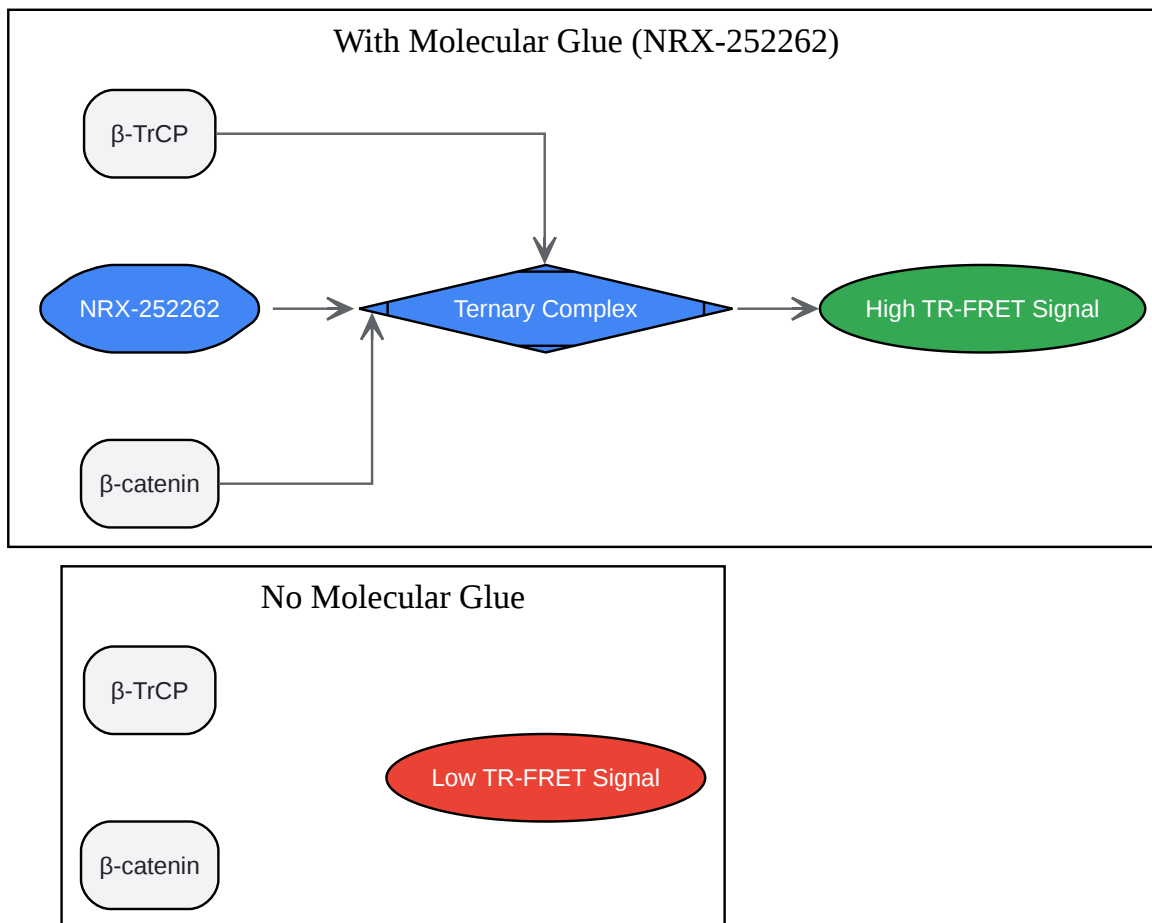 With Molecular Glue (NRX-252262)
β-TrCP
NRX-252262
Ternary Complex
High TR-FRET Signal
β-catenin
No Molecular Glue
β-TrCP
Low TR-FRET Signal
β-catenin